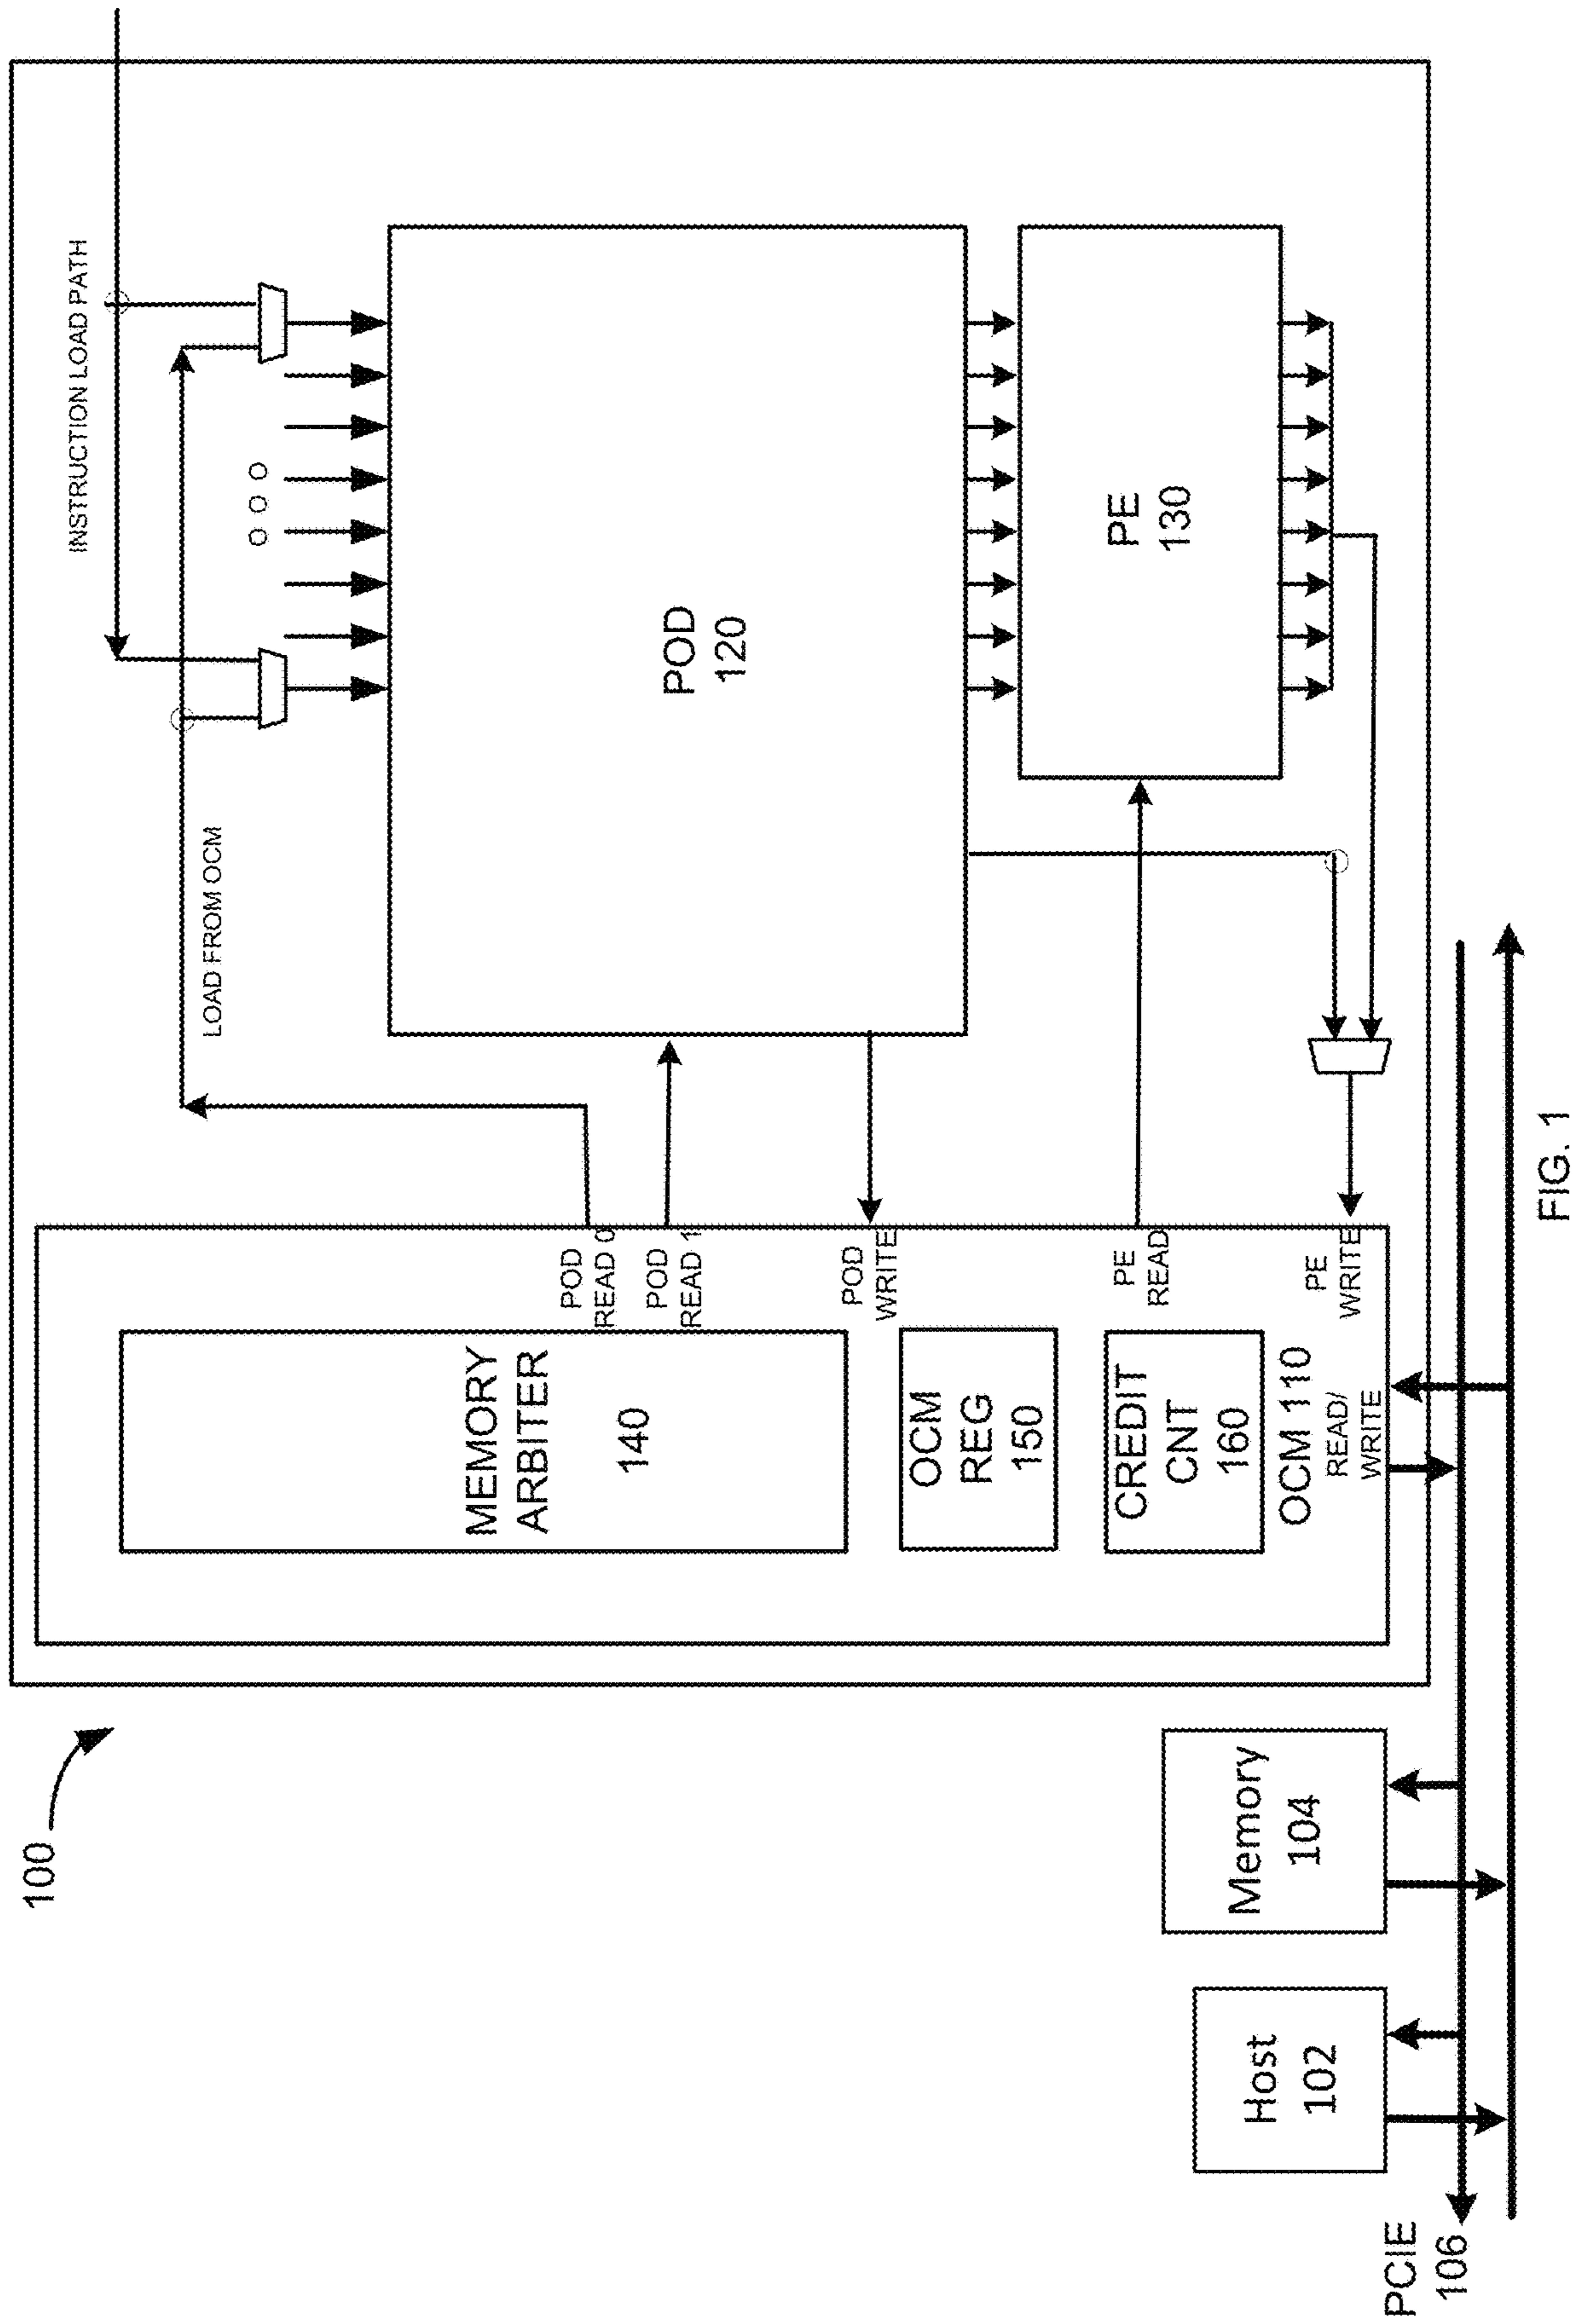 100
INSTRUCTION LOAD PATH
LOAD FROM OCM
MEMORY
ARBITER
140
POD
READ 0
POD
READ 1
POD
120
POD
WRITE
OCM
REG
150
PE
READ
PE
130
CREDIT
CNT
160
OCM 110
READ/
WRITE
PE
WRITE
Host
102
Memory
104
PCIE
106
FIG. 1